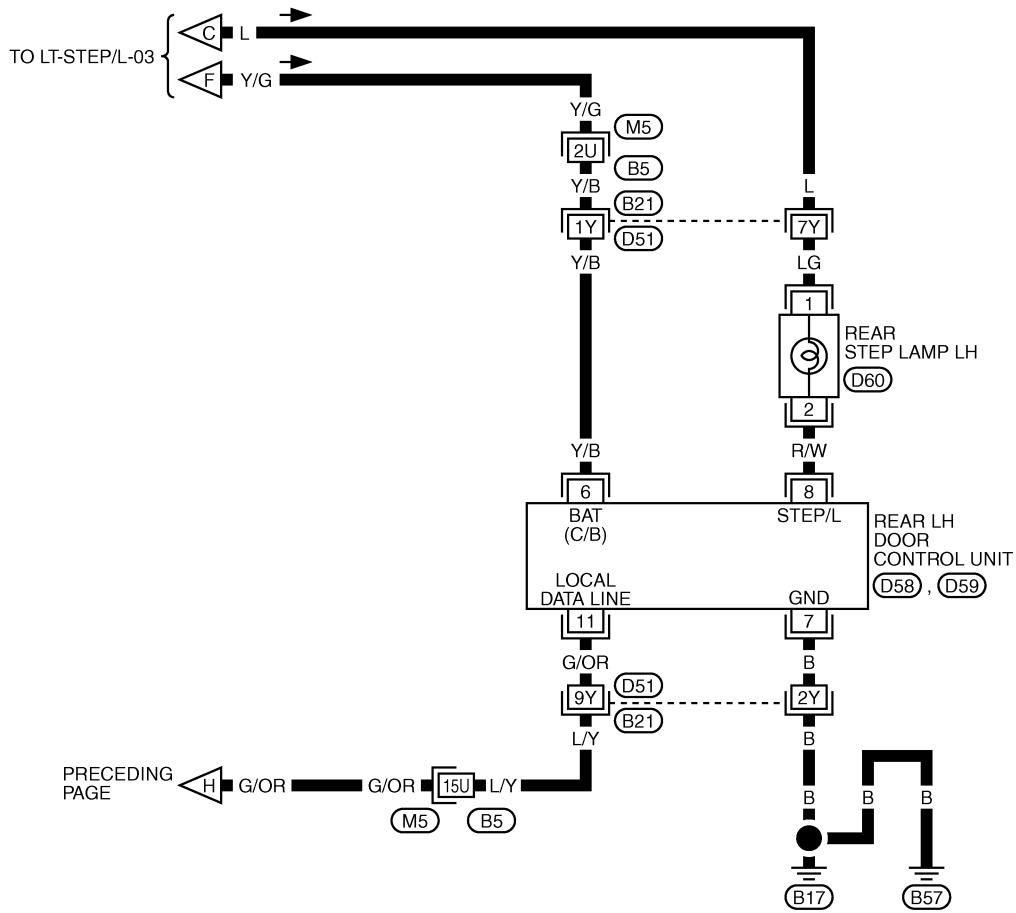 C L
TO LT-STEP/L-03
F Y/G
Y/G
M5
2U
B5
Y/B L
B21
1Y 7Y
D51
Y/B LG
1
REAR
STEP LAMP LH
D60
2
Y/B R/W
6 8
BAT STEP/L
(C/B)
REAR LH
DOOR
CONTROL UNIT
D58 , D59
LOCAL
DATA LINE GND
11 7
G/OR B
D51
9Y 2Y
B21
L/Y B
PRECEDING
PAGE
H G/OR G/OR 15U L/Y
B B B
M5 B5
B17 B57